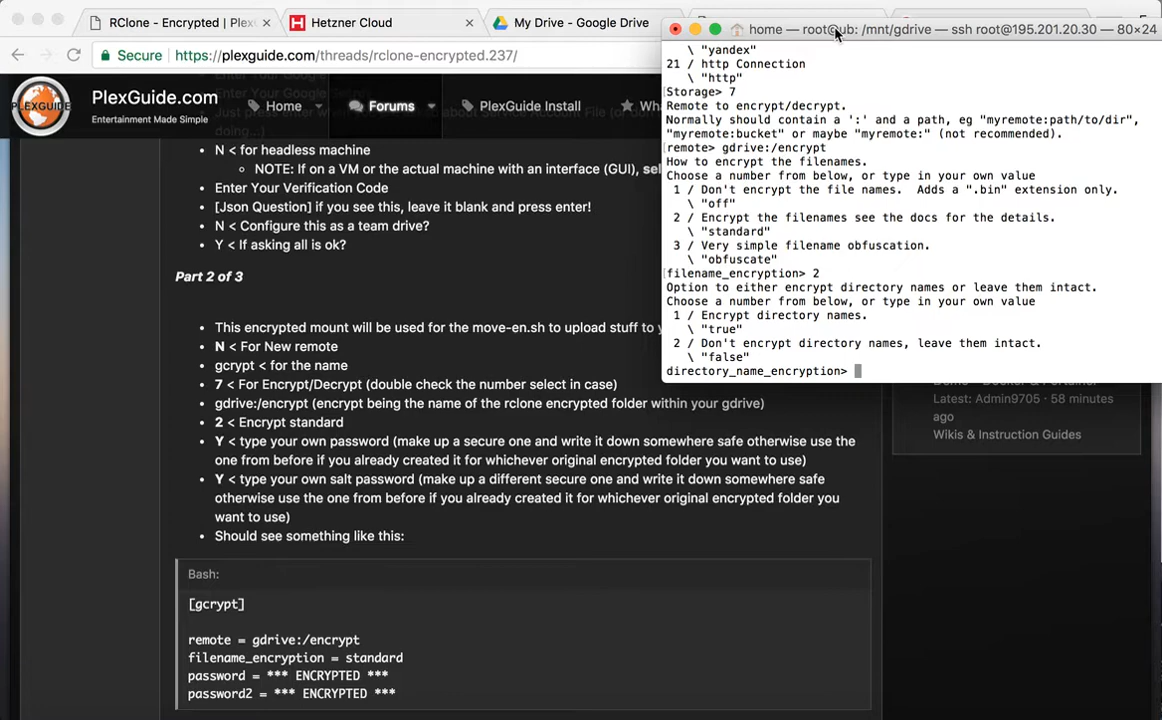 RClone - Encrypted | Plex
Hetzner Cloud
My Drive - Google Drive
Secure
https://plexguide.com/threads/rclone-encrypted.237/
PLEXGUIDE
PlexGuide.com
Entertainment Made Simple
Home
Forums
PlexGuide Install
Wha
doing...)
N < for headless machine
NOTE: If on a VM or the actual machine with an interface (GUI), sel
Enter Your Verification Code
[Json Question] if you see this, leave it blank and press enter!
N < Configure this as a team drive?
Y < If asking all is ok?
Part 2 of 3
This encrypted mount will be used for the move-en.sh to upload stuff to y
N < For New remote
gcrypt < for the name
7 < For Encrypt/Decrypt (double check the number select in case)
gdrive:/encrypt (encrypt being the name of the rclone encrypted folder within your gdrive)
2 < Encrypt standard
Y < type your own password (make up a secure one and write it down somewhere safe otherwise use the
one from before if you already created it for whichever original encrypted folder you want to use)
Y < type your own salt password (make up a different secure one and write it down somewhere safe
otherwise use the one from before if you already created it for whichever original encrypted folder you
want to use)
Should see something like this:
Bash:
[gcrypt]
remote = gdrive:/encrypt
filename_encryption = standard
password = *** ENCRYPTED ***
password2 = *** ENCRYPTED ***
Latest: Admin9705 · 58 minutes
ago
Wikis & Instruction Guides
home — root@ub: /mnt/gdrive — ssh root@195.201.20.30 — 80×24
\ "yandex"
21 / http Connection
\ "http"
[Storage> 7
Remote to encrypt/decrypt.
Normally should contain a ':' and a path, eg "myremote:path/to/dir",
"myremote:bucket" or maybe "myremote:" (not recommended).
[remote> gdrive:/encrypt
How to encrypt the filenames.
Choose a number from below, or type in your own value
1 / Don't encrypt the file names.  Adds a ".bin" extension only.
\ "off"
2 / Encrypt the filenames see the docs for the details.
\ "standard"
3 / Very simple filename obfuscation.
\ "obfuscate"
[filename_encryption> 2
Option to either encrypt directory names or leave them intact.
Choose a number from below, or type in your own value
1 / Encrypt directory names.
\ "true"
2 / Don't encrypt directory names, leave them intact.
\ "false"
directory_name_encryption>